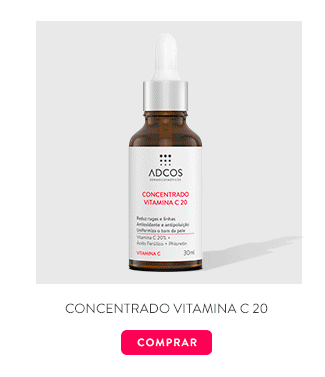 ADCOS
DERMOCOSMÉTICOS
CONCENTRADO
VITAMINA C 20
Reduz rugas e linhas
Antioxidante e antipoluição
Uniformiza o tom da pele
Vitamina C 20% +
Ácido Ferúlico + Phloretin
VITAMINA C 30ml
CONCENTRADO VITAMINA C 20
COMPRAR